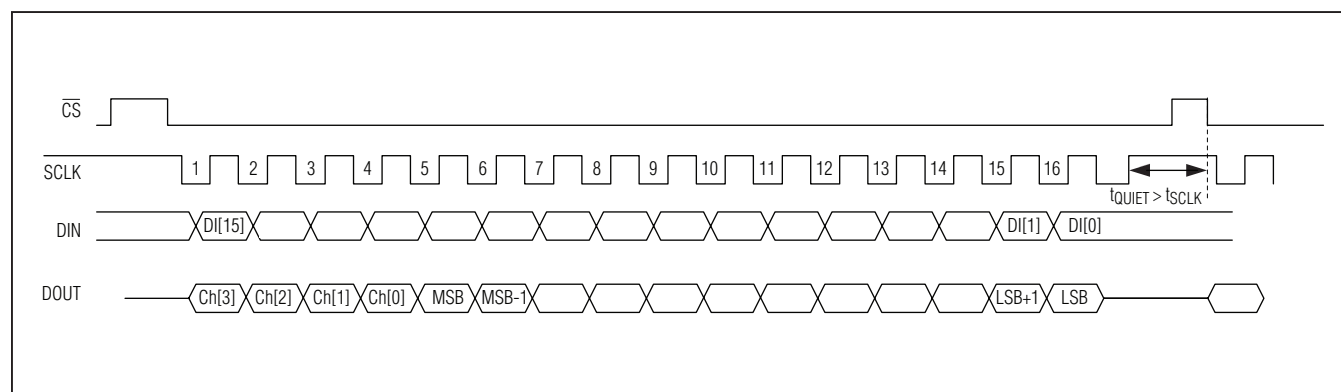 CS
SCLK 1 2 3 4 5 6 7 8 9 10 11 12 13 14 15 16
tQUIET > tSCLK
DIN DI[15] DI[1] DI[0]
DOUT Ch[3] Ch[2] Ch[1] Ch[0] MSB MSB-1 LSB+1 LSB